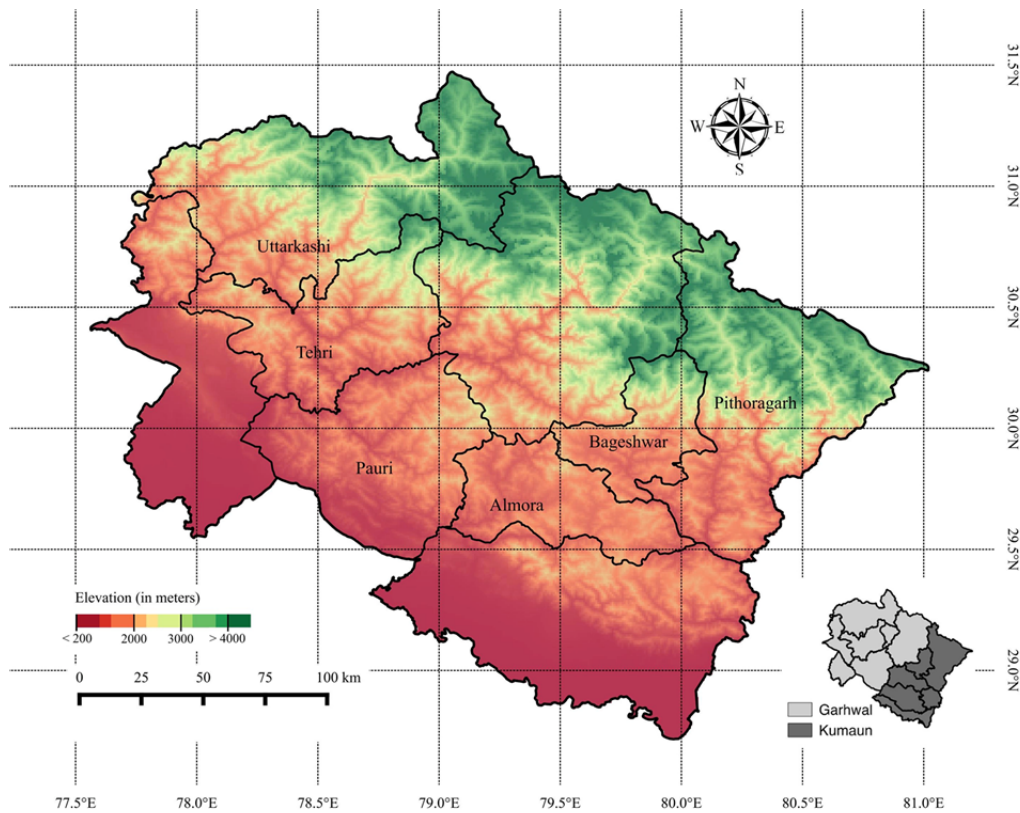 N
W
E
S
31.5°N
31.0°N
30.5°N
30.0°N
29.5°N
29.0°N
Uttarkashi
Tehri
Pithoragarh
Bageshwar
Pauri
Almora
Elevation (in meters)
< 200 2000 3000 > 4000
0 25 50 75 100 km
Garhwal
Kumaun
77.5°E 78.0°E 78.5°E 79.0°E 79.5°E 80.0°E 80.5°E 81.0°E